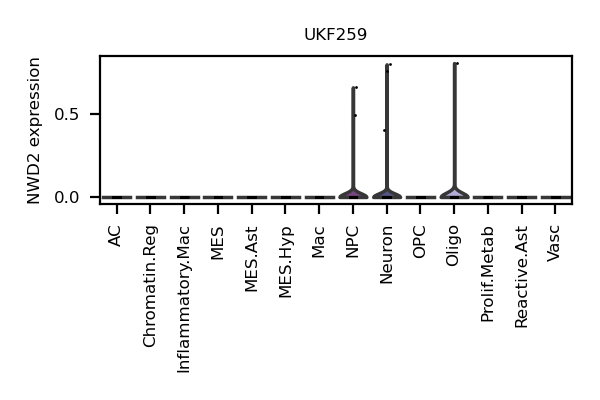 UKF259
NWD2 expression
0.5
0.0
AC
Chromatin.Reg
Inflammatory.Mac
MES
MES.Ast
MES.Hyp
Mac
NPC
Neuron
OPC
Oligo
Prolif.Metab
Reactive.Ast
Vasc